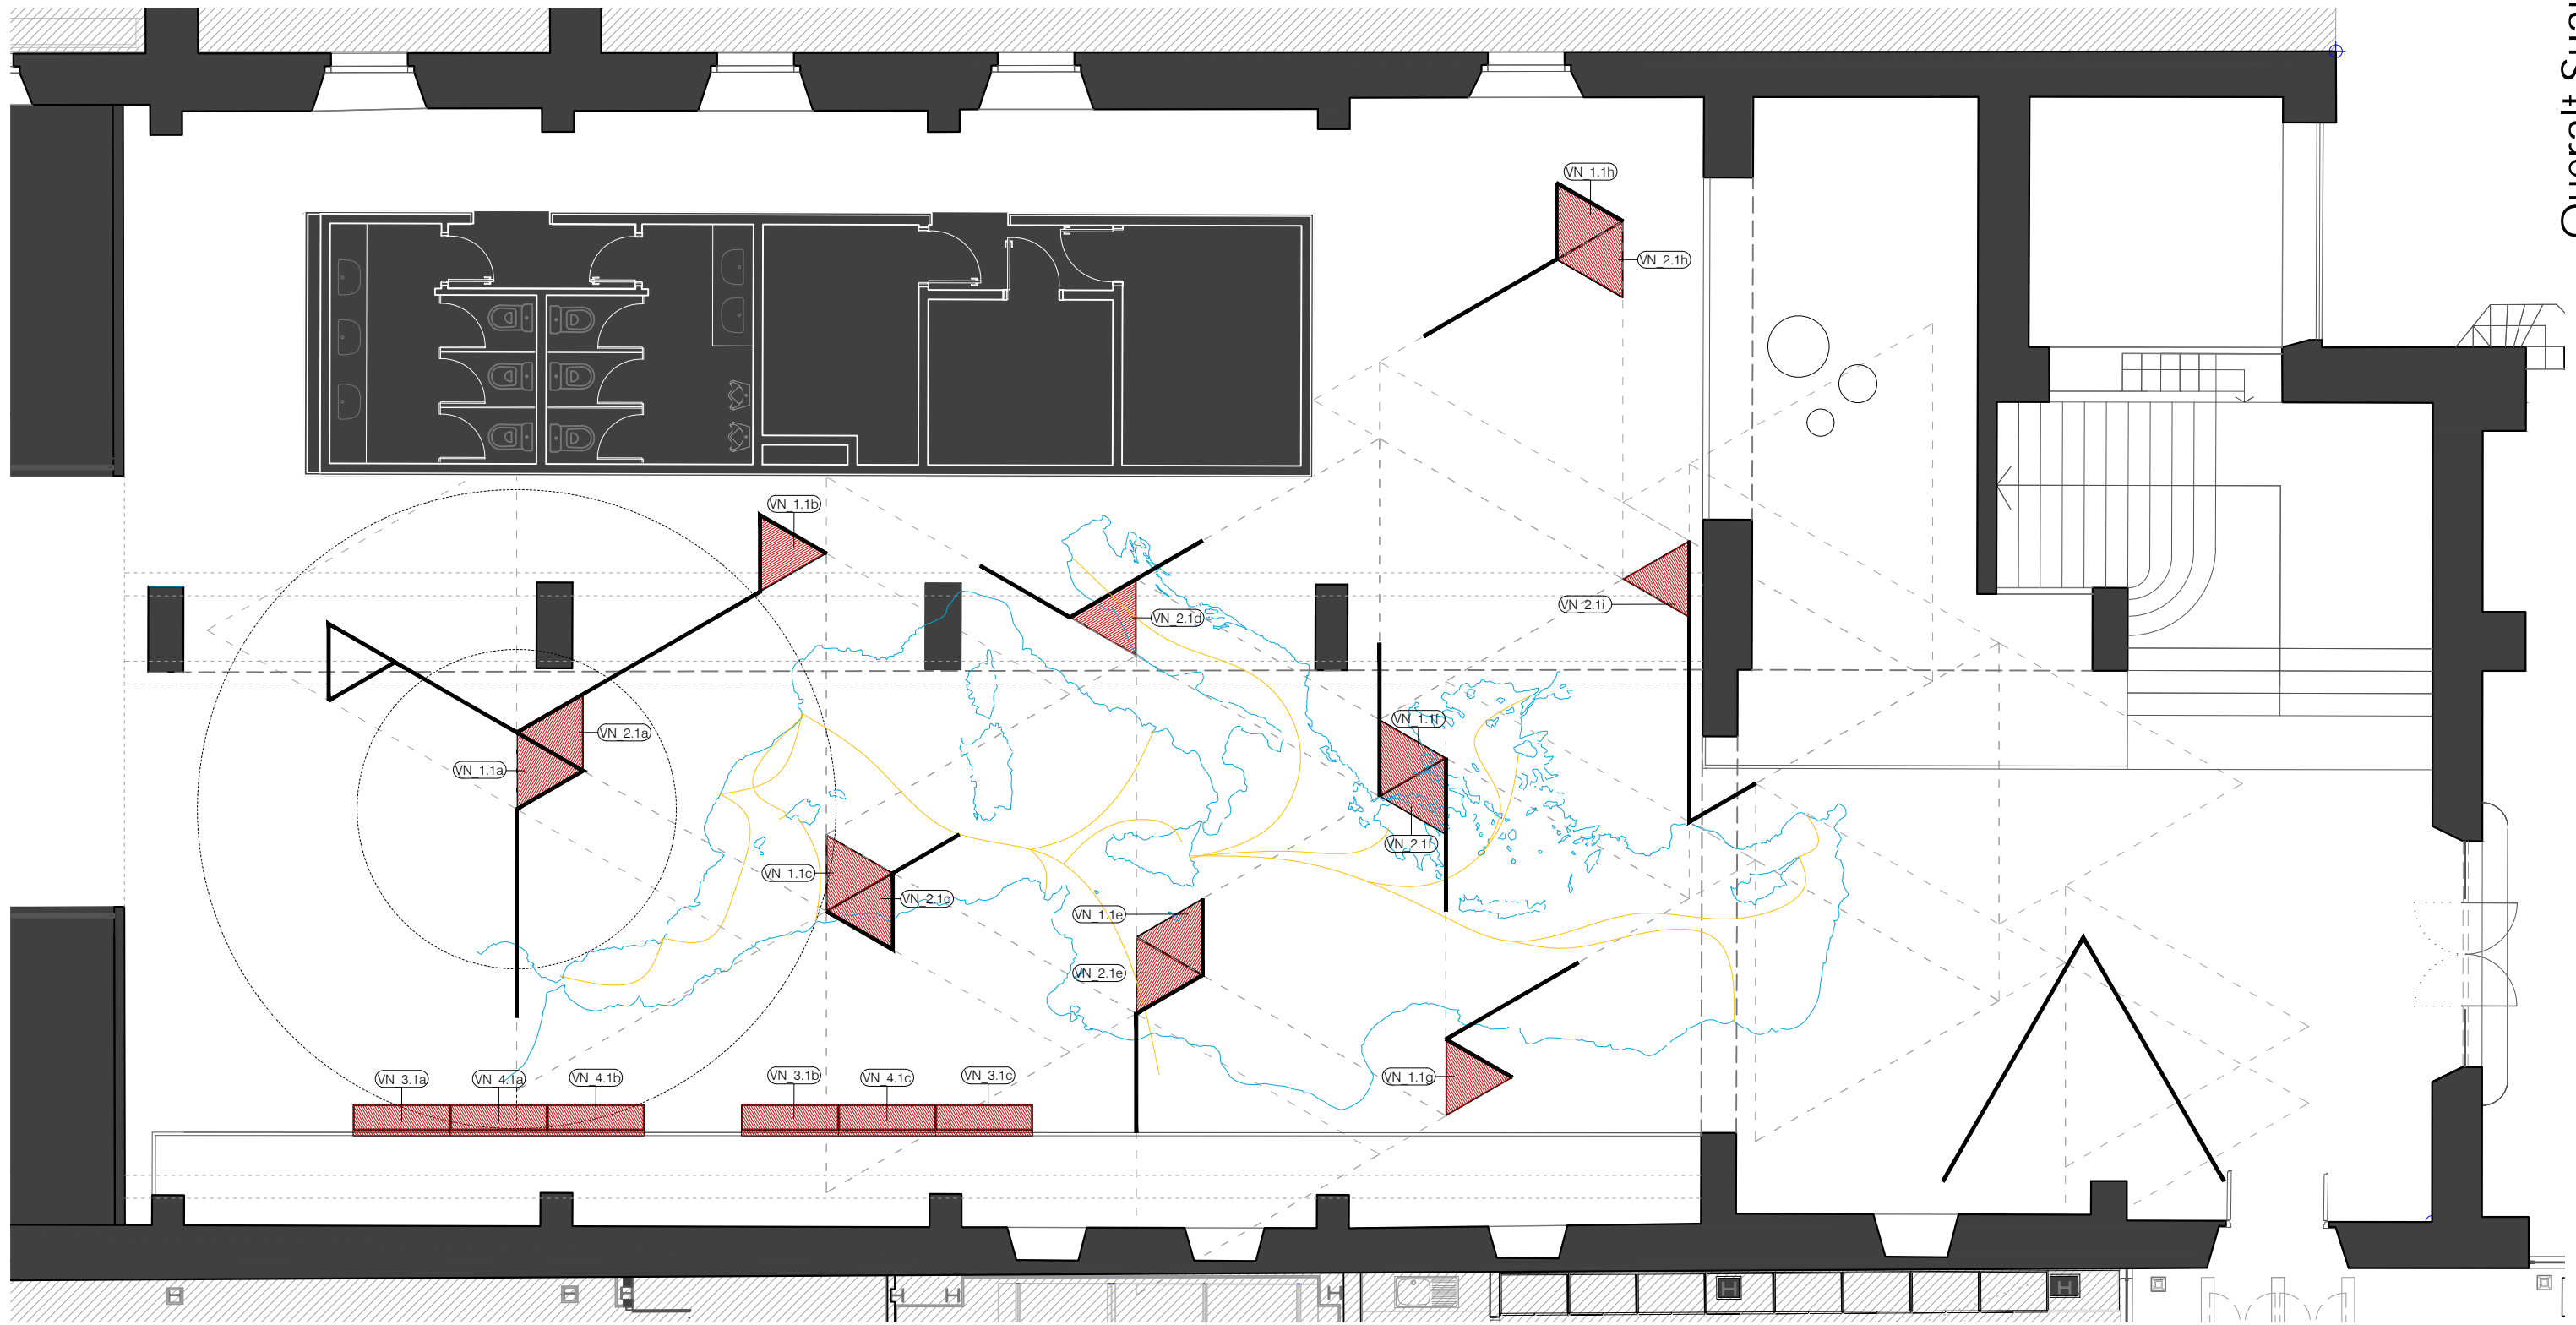 VN_1.1h
VN_2.1h
VN_1.1b
VN_2.1i
VN_2.1d
VN_1.1f
VN_2.1a
VN_1.1a
VN_2.1f
VN_1.1c
VN_2.1c
VN_1.1e
VN_2.1e
VN_3.1a
VN_4.1a
VN_4.1b
VN_3.1b
VN_4.1c
VN_3.1c
VN_1.1g